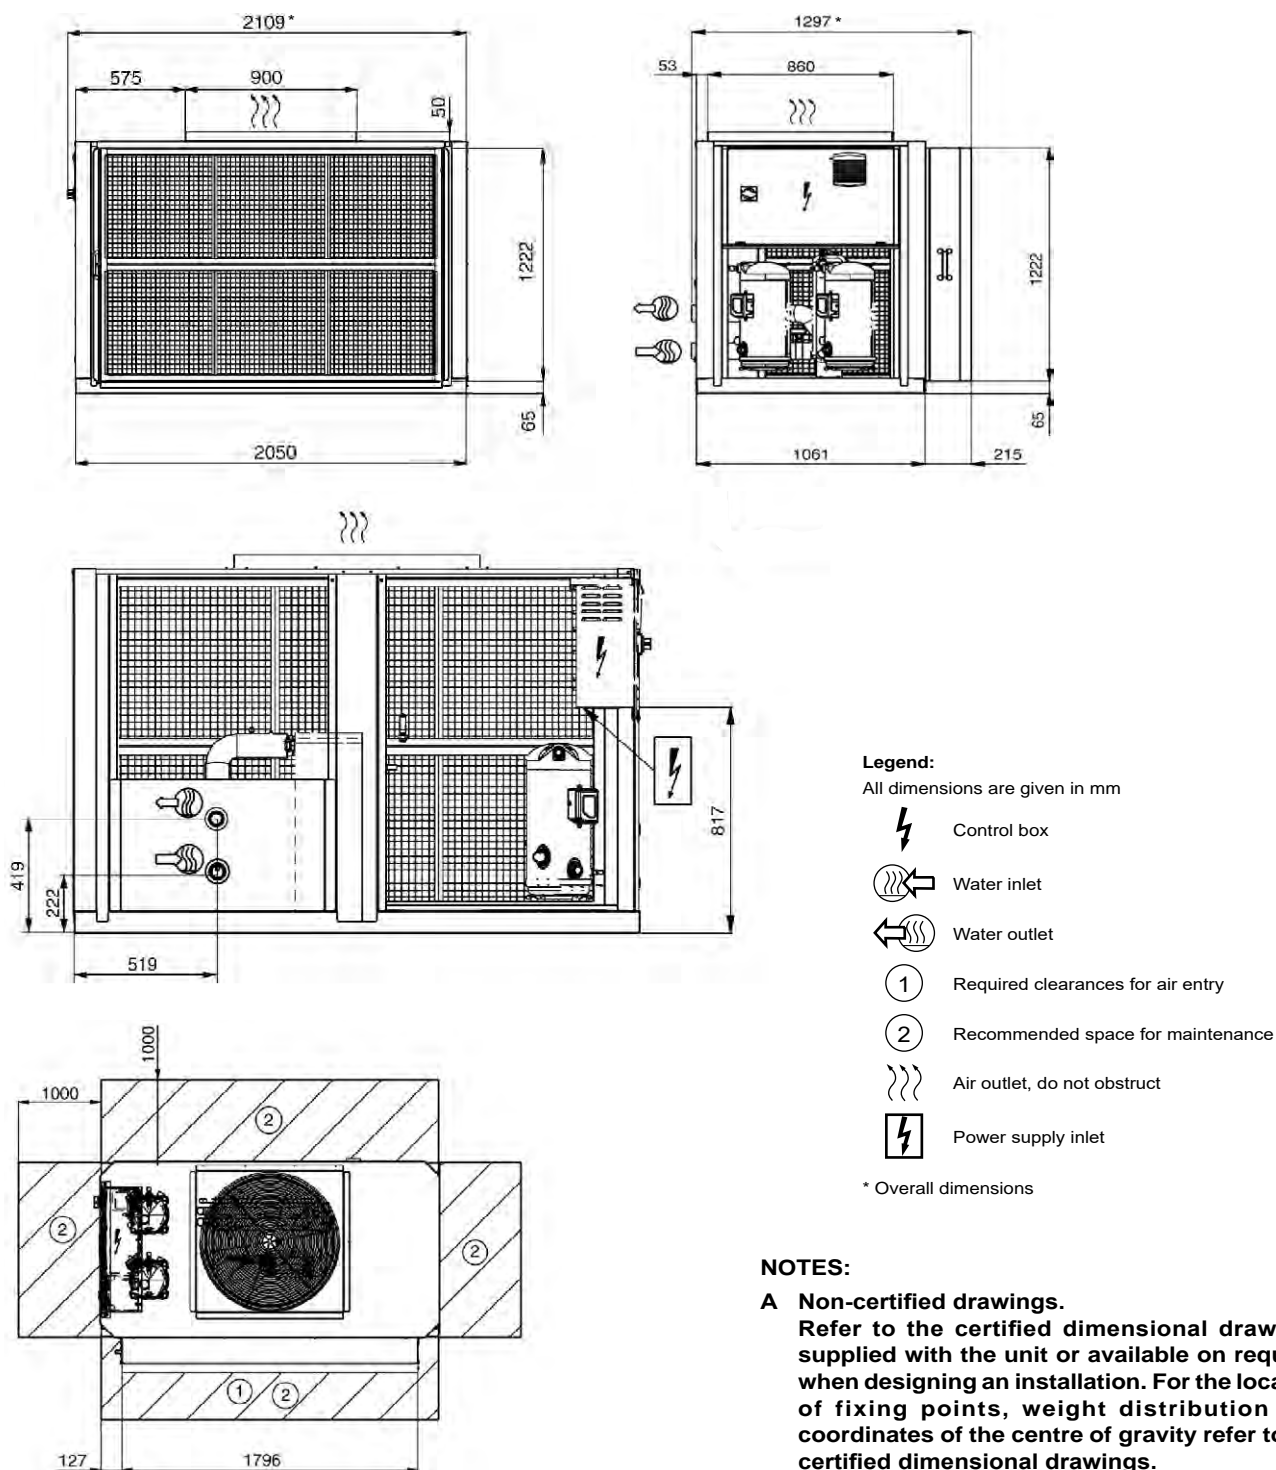 2109 *
575
900
50
1222
65
2050
1297 *
53
860
1222
65
1061
215
817
419
222
519
Legend:
All dimensions are given in mm
Control box
Water inlet
Water outlet
1 Required clearances for air entry
2 Recommended space for maintenance
Air outlet, do not obstruct
Power supply inlet
* Overall dimensions
1000
1000
2
2
2
1 2
127
1796
NOTES:
A Non-certified drawings.
Refer to the certified dimensional
supplied with the unit or available on
when designing an installation. For the
of fixing points, weight distribution
coordinates of the centre of gravity refer
certified dimensional drawings.